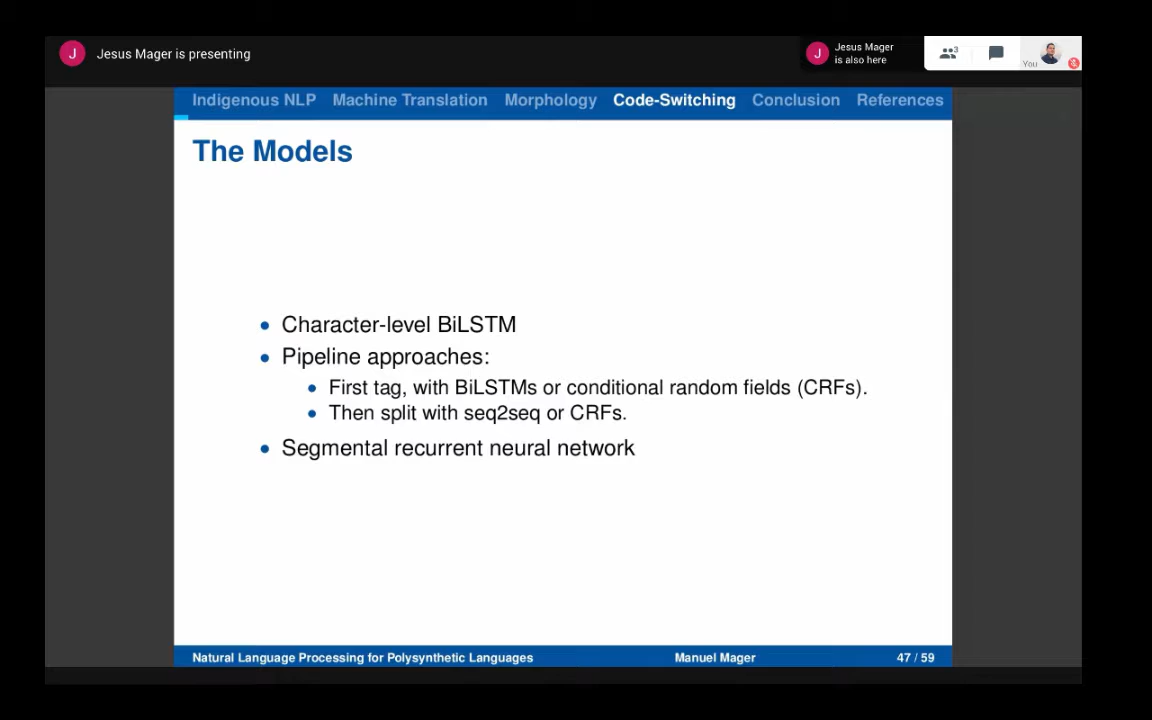 J Jesus Mager is presenting
J Jesus Mager
is also here
3
You
Indigenous NLP Machine Translation Morphology Code-Switching Conclusion References
The Models
• Character-level BiLSTM
• Pipeline approaches:
• First tag, with BiLSTMs or conditional random fields (CRFs).
• Then split with seq2seq or CRFs.
• Segmental recurrent neural network
Natural Language Processing for Polysynthetic Languages Manuel Mager 47 / 59